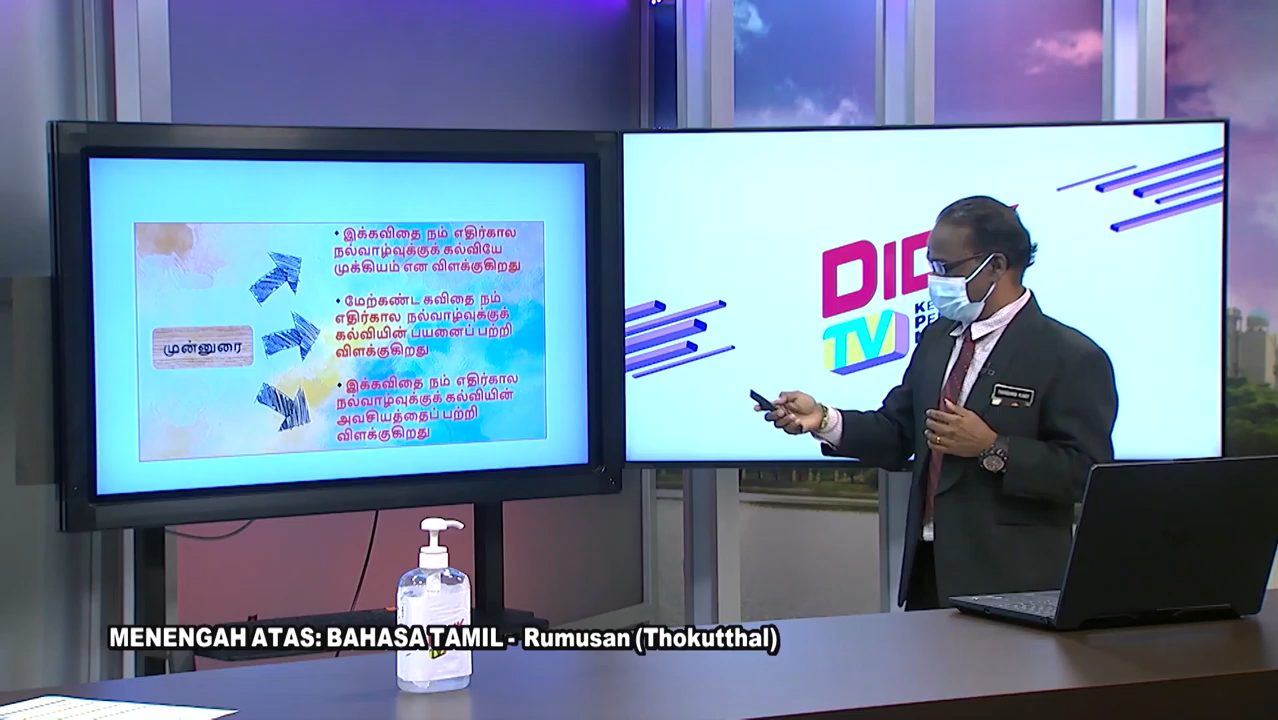 • இக்கவிதை நம் எதிர்கால
நல்வாழ்வுக்குக் கல்வியே
முக்கியம் என விளக்குகிறது
• மேற்கண்ட கவிதை நம்
எதிர்கால நல்வாழ்வுக்குக்
கல்வியின் பயனைப் பற்றி
விளக்குகிறது
முன்னுரை
• இக்கவிதை நம் எதிர்கால
நல்வாழ்வுக்குக் கல்வியின்
அவசியத்தைப் பற்றி
விளக்குகிறது
TV
MENENGAH ATAS: BAHASA TAMIL - Rumusan (Thokutthal)